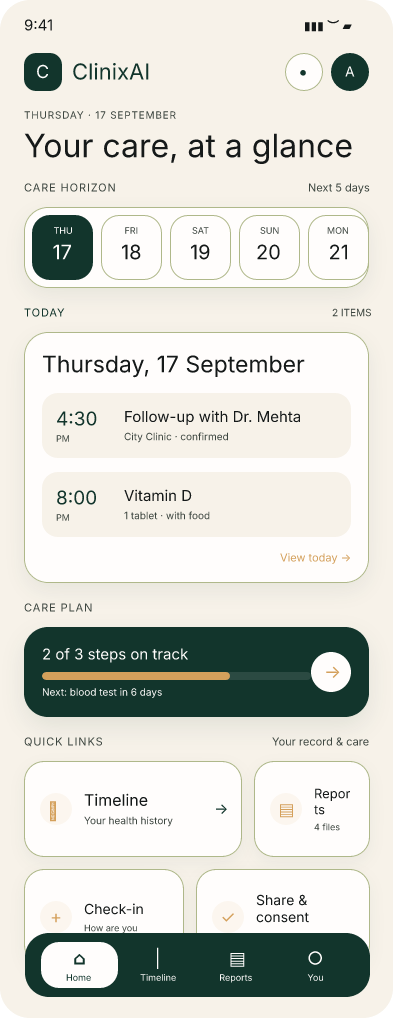 9:41
C ClinixAI A
THURSDAY · 17 SEPTEMBER
Your care, at a glance
CARE HORIZON Next 5 days
THU FRI SAT SUN MON
17 18 19 20 21
TODAY 2 ITEMS
Thursday, 17 September
4:30 Follow-up with Dr. Mehta
PM City Clinic · confirmed
8:00 Vitamin D
PM 1 tablet · with food
View today →
CARE PLAN
2 of 3 steps on track
Next: blood test in 6 days
QUICK LINKS Your record & care
Timeline →
Your health history
Repor
ts
4 files
Check-in
How are you
Share &
consent
Home Timeline Reports You